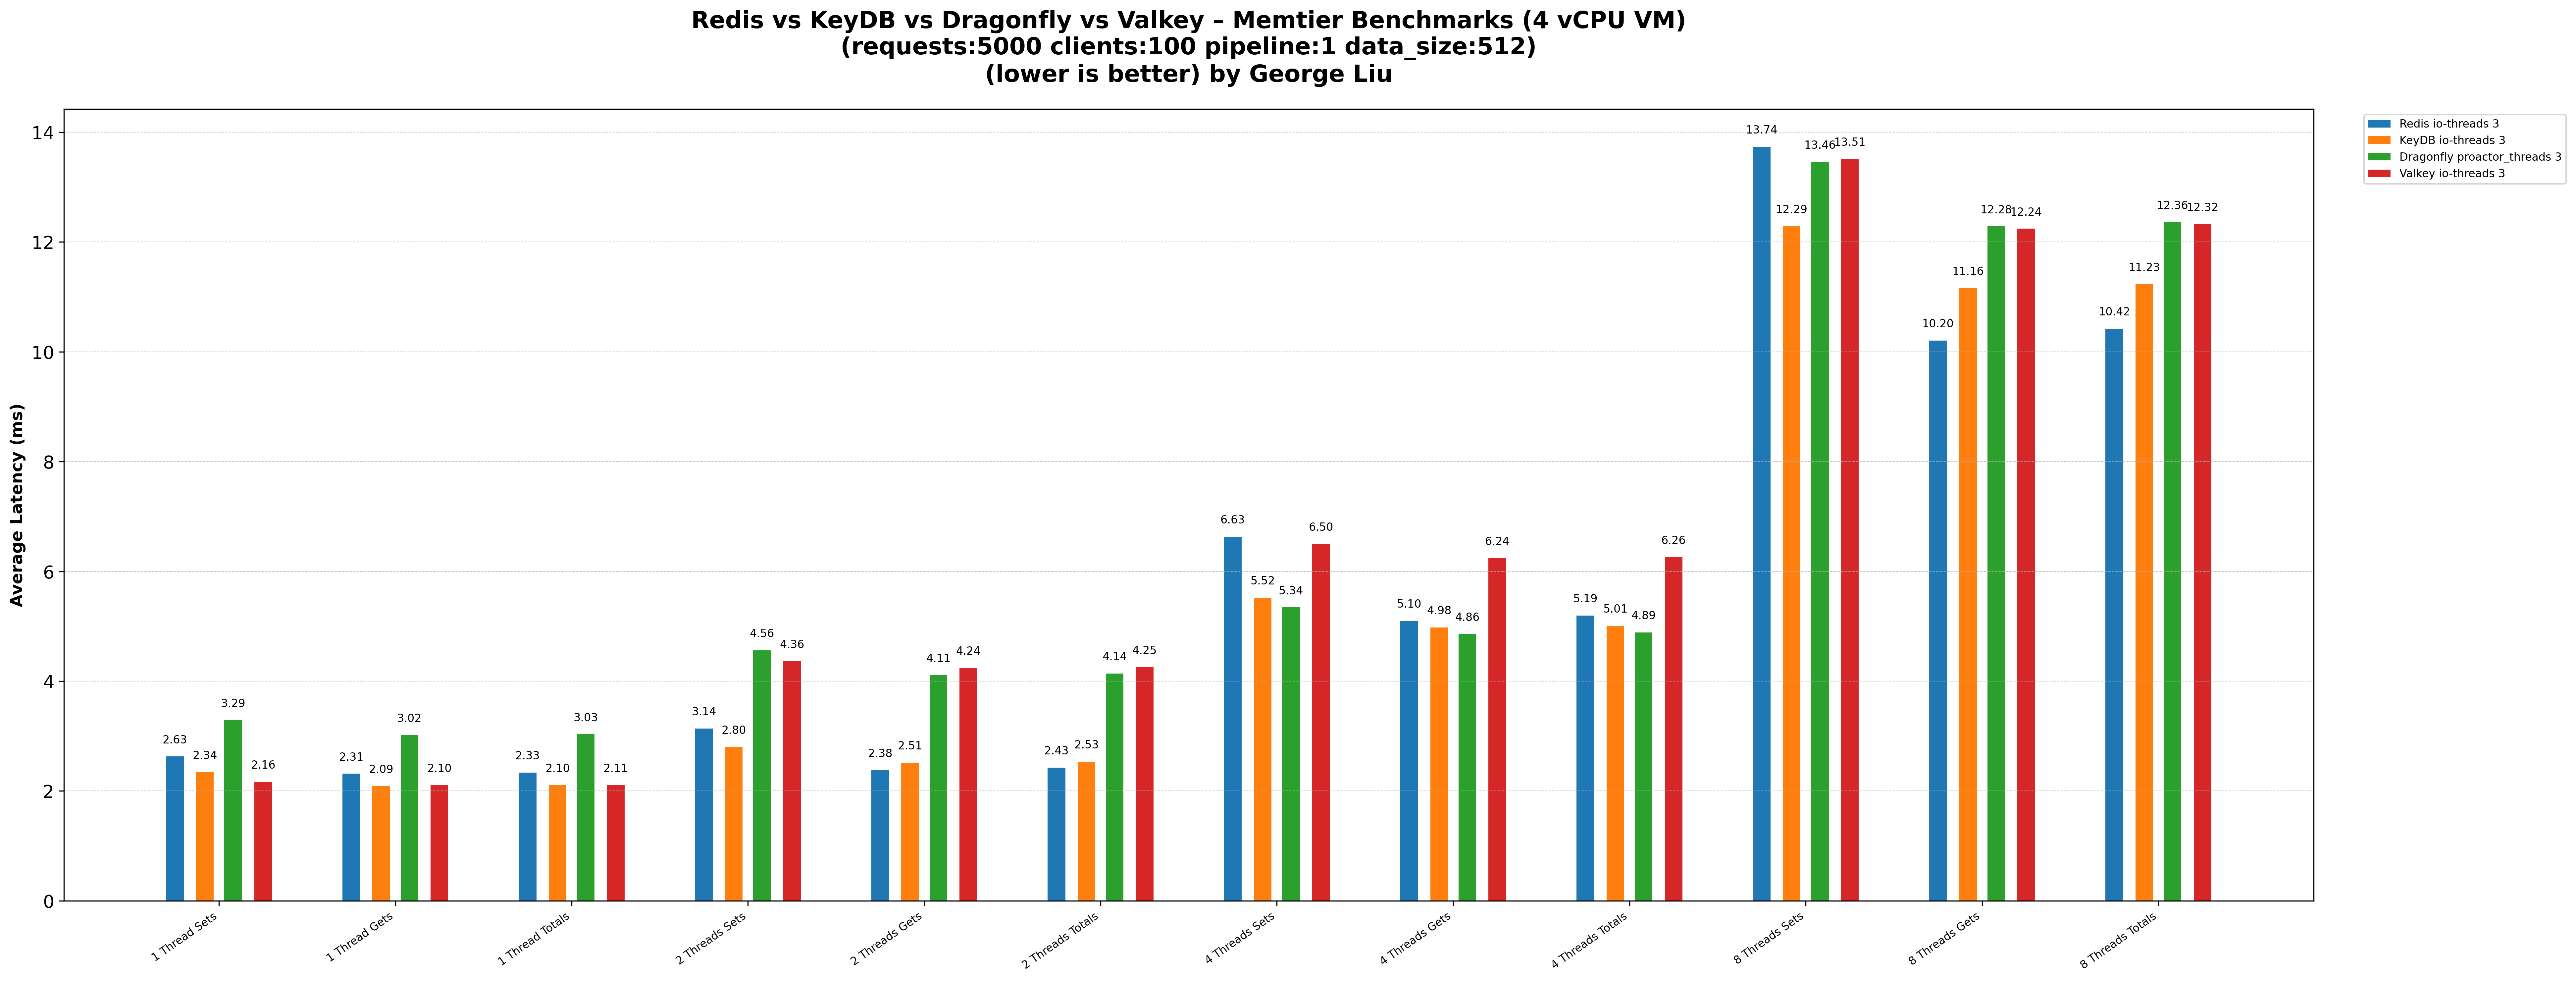 Redis vs KeyDB vs Dragonfly vs Valkey – Memtier Benchmarks (4 vCPU VM)
(requests:5000 clients:100 pipeline:1 data_size:512)
(lower is better) by George Liu
Redis io-threads 3
KeyDB io-threads 3
Dragonfly proactor_threads 3
Valkey io-threads 3
Average Latency (ms)
14
12
10
8
6
4
2
0
2.63 2.34 3.29 2.16
2.31 2.09 3.02 2.10
2.33 2.10 3.03 2.11
3.14 2.80 4.56 4.36
2.38 2.51 4.11 4.24
2.43 2.53 4.14 4.25
6.63 5.52 5.34 6.50
5.10 4.98 4.86 6.24
5.19 5.01 4.89 6.26
13.74 12.29 13.46 13.51
10.20 11.16 12.28 12.24
10.42 11.23 12.36 12.32
1 Thread Sets
1 Thread Gets
1 Thread Totals
2 Threads Sets
2 Threads Gets
2 Threads Totals
4 Threads Sets
4 Threads Gets
4 Threads Totals
8 Threads Sets
8 Threads Gets
8 Threads Totals